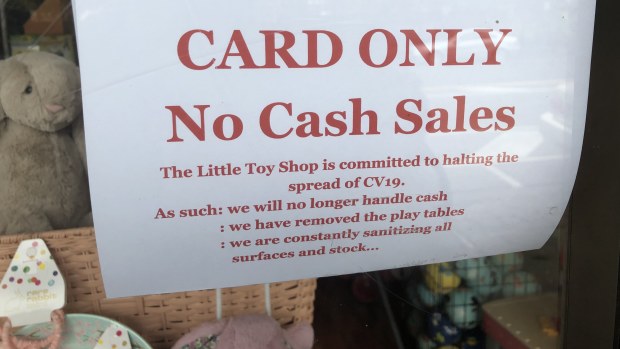 CARD ONLY
No Cash Sales
The Little Toy Shop is committed to halting the
spread of CV19.
As such: we will no longer handle cash
: we have removed the play tables
: we are constantly sanitizing all
surfaces and stock...